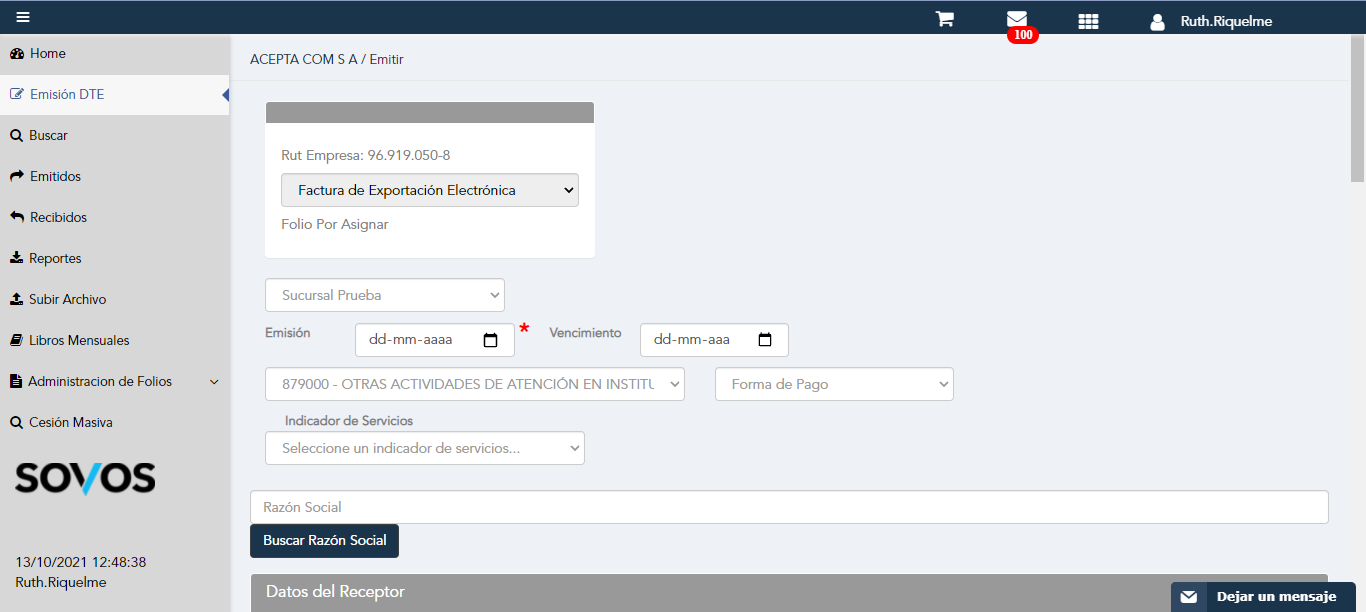 Ruth.Riquelme
100
Home
ACEPTA COM S A / Emitir
Emisión DTE
Buscar
Emitidos
Recibidos
Reportes
Subir Archivo
Libros Mensuales
Administracion de Folios
Cesión Masiva
SOVOS
13/10/2021 12:48:38
Ruth.Riquelme
Rut Empresa: 96.919.050-8
Factura de Exportación Electrónica
Folio Por Asignar
Sucursal Prueba
Emisión dd-mm-aaaa * Vencimiento dd-mm-aaa
879000 - OTRAS ACTIVIDADES DE ATENCIÓN EN INSTITU Forma de Pago
Indicador de Servicios
Seleccione un indicador de servicios...
Razón Social
Buscar Razón Social
Datos del Receptor
Dejar un mensaje